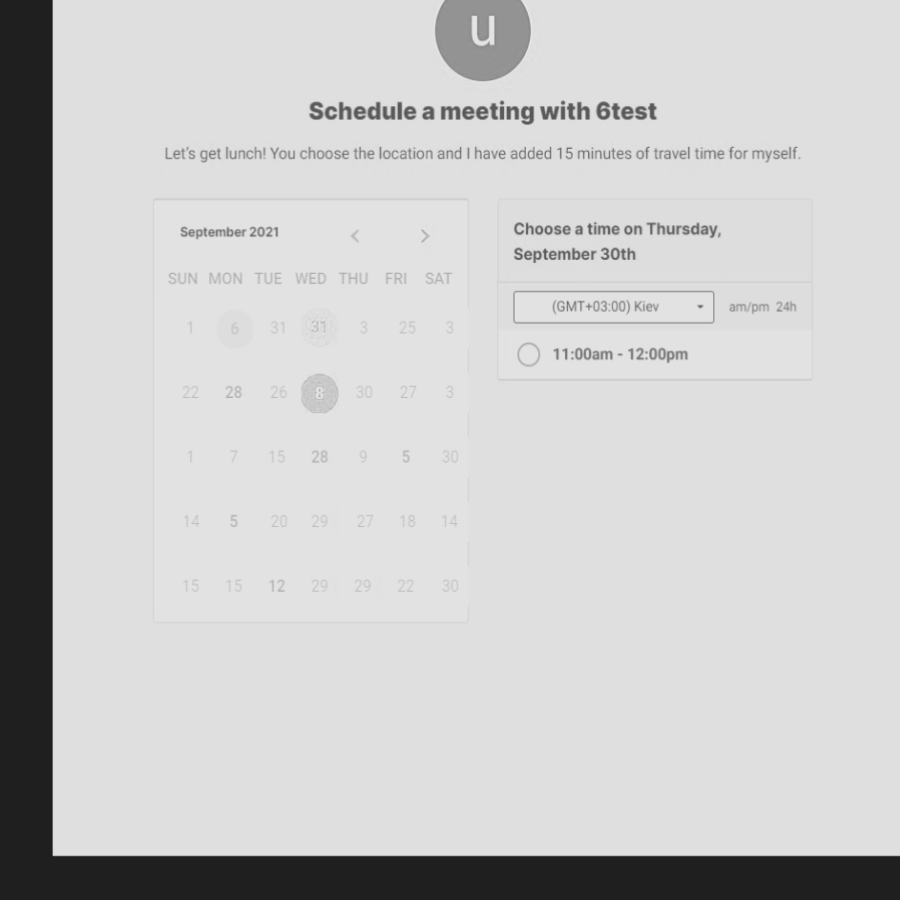 u
Schedule a meeting with 6test
Let's get lunch! You choose the location and I have added 15 minutes of travel time for myself.
September 2021
SUN MON TUE WED THU FRI SAT
1 6 31 31 3 25 3
22 28 26 8 30 27 3
1 7 15 28 9 5 30
14 5 20 29 27 18 14
15 15 12 29 29 22 30
Choose a time on Thursday,
September 30th
(GMT+03:00) Kiev am/pm 24h
11:00am - 12:00pm